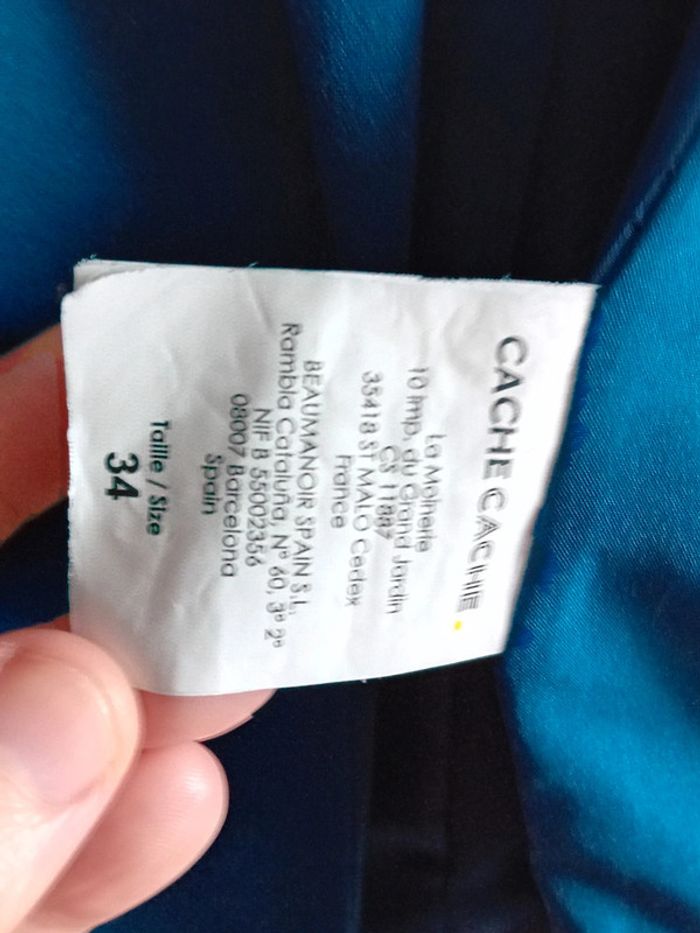 CACHE CACHE.
La Moinerie
10 imp. du Grand Jardin
CS 11887
35418 ST MALO Cedex
France
BEAUMANOIR SPAIN S.L.
Rambla Cataluña, Nº 60, 3º 2ª
NIF B 55002356
08007 Barcelona
Spain
Taille / Size
34